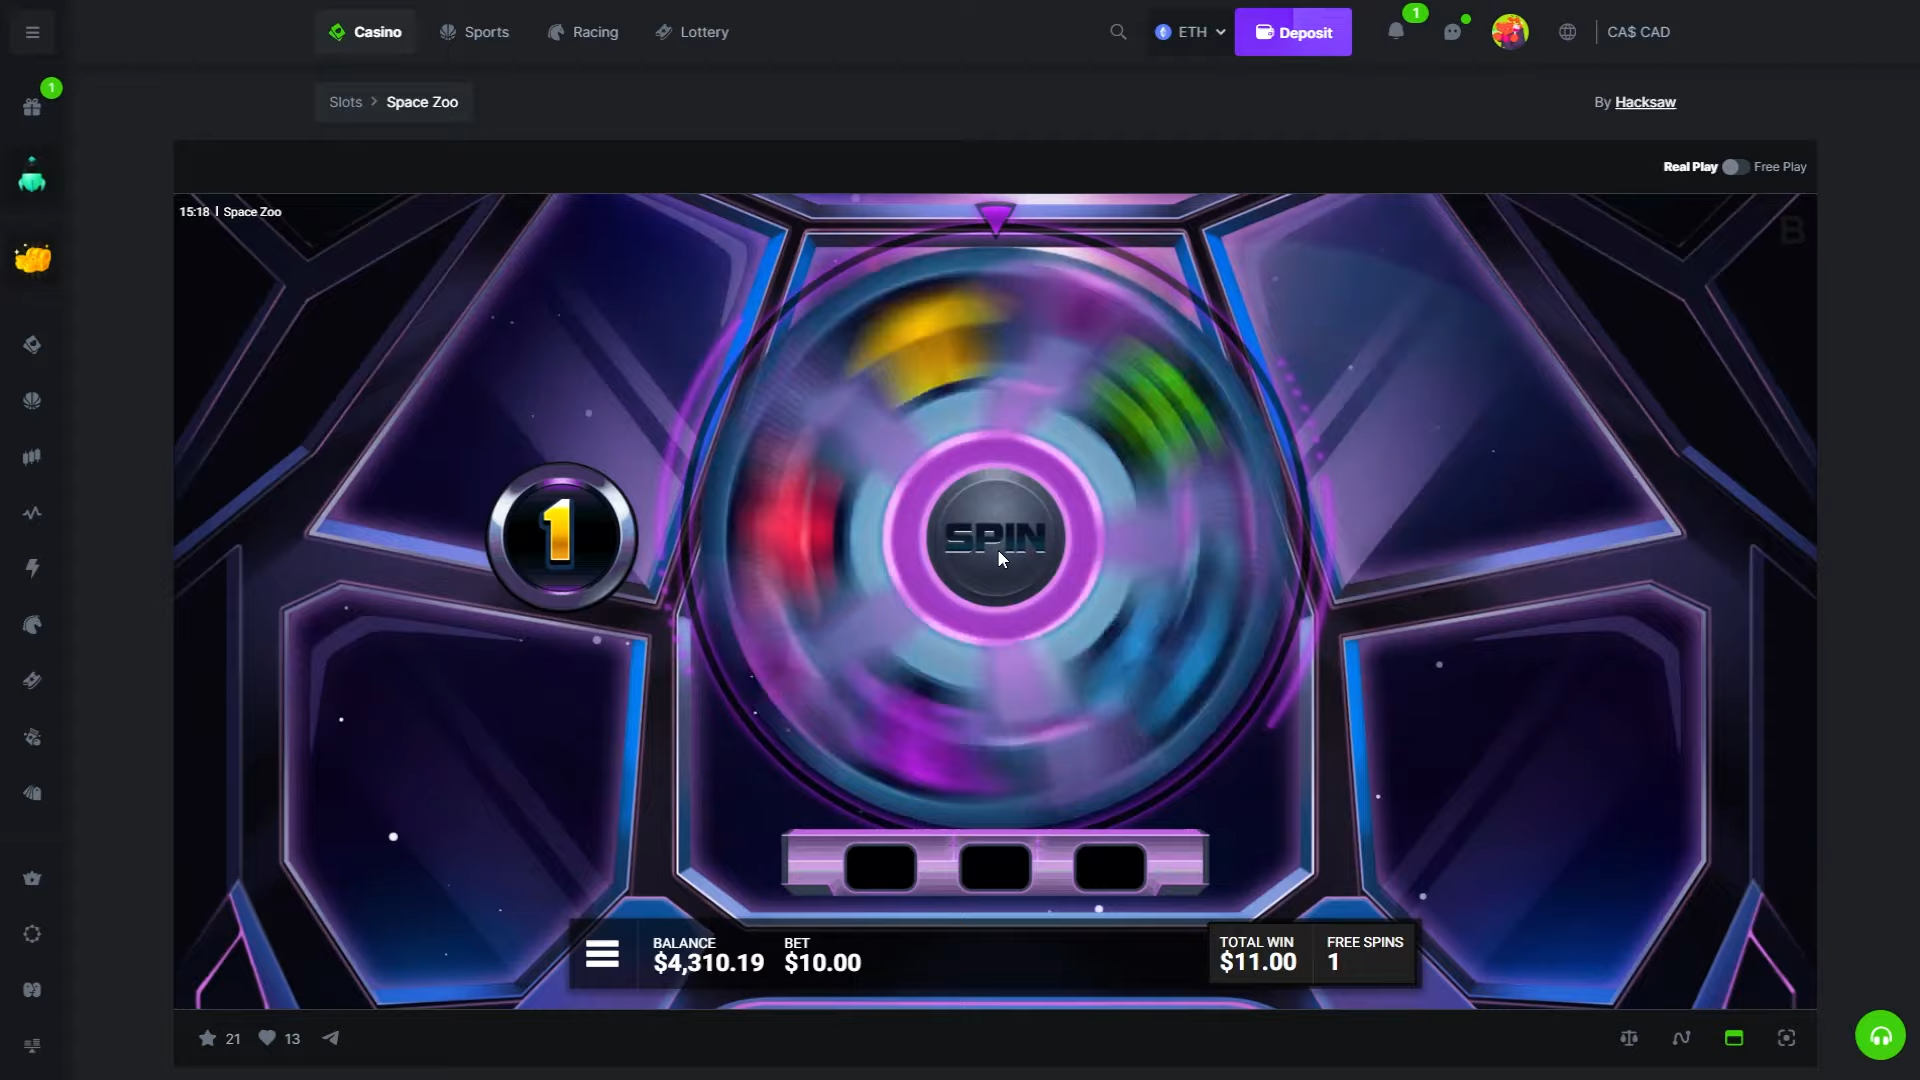 Casino
Sports
Racing
Lottery
ETH
Deposit
1
CA$ CAD
1
Slots > Space Zoo
By Hacksaw
Real Play
Free Play
15:18 | Space Zoo
B
1
SPIN
BALANCE
$4,310.19
BET
$10.00
TOTAL WIN
$11.00
FREE SPINS
1
21
13